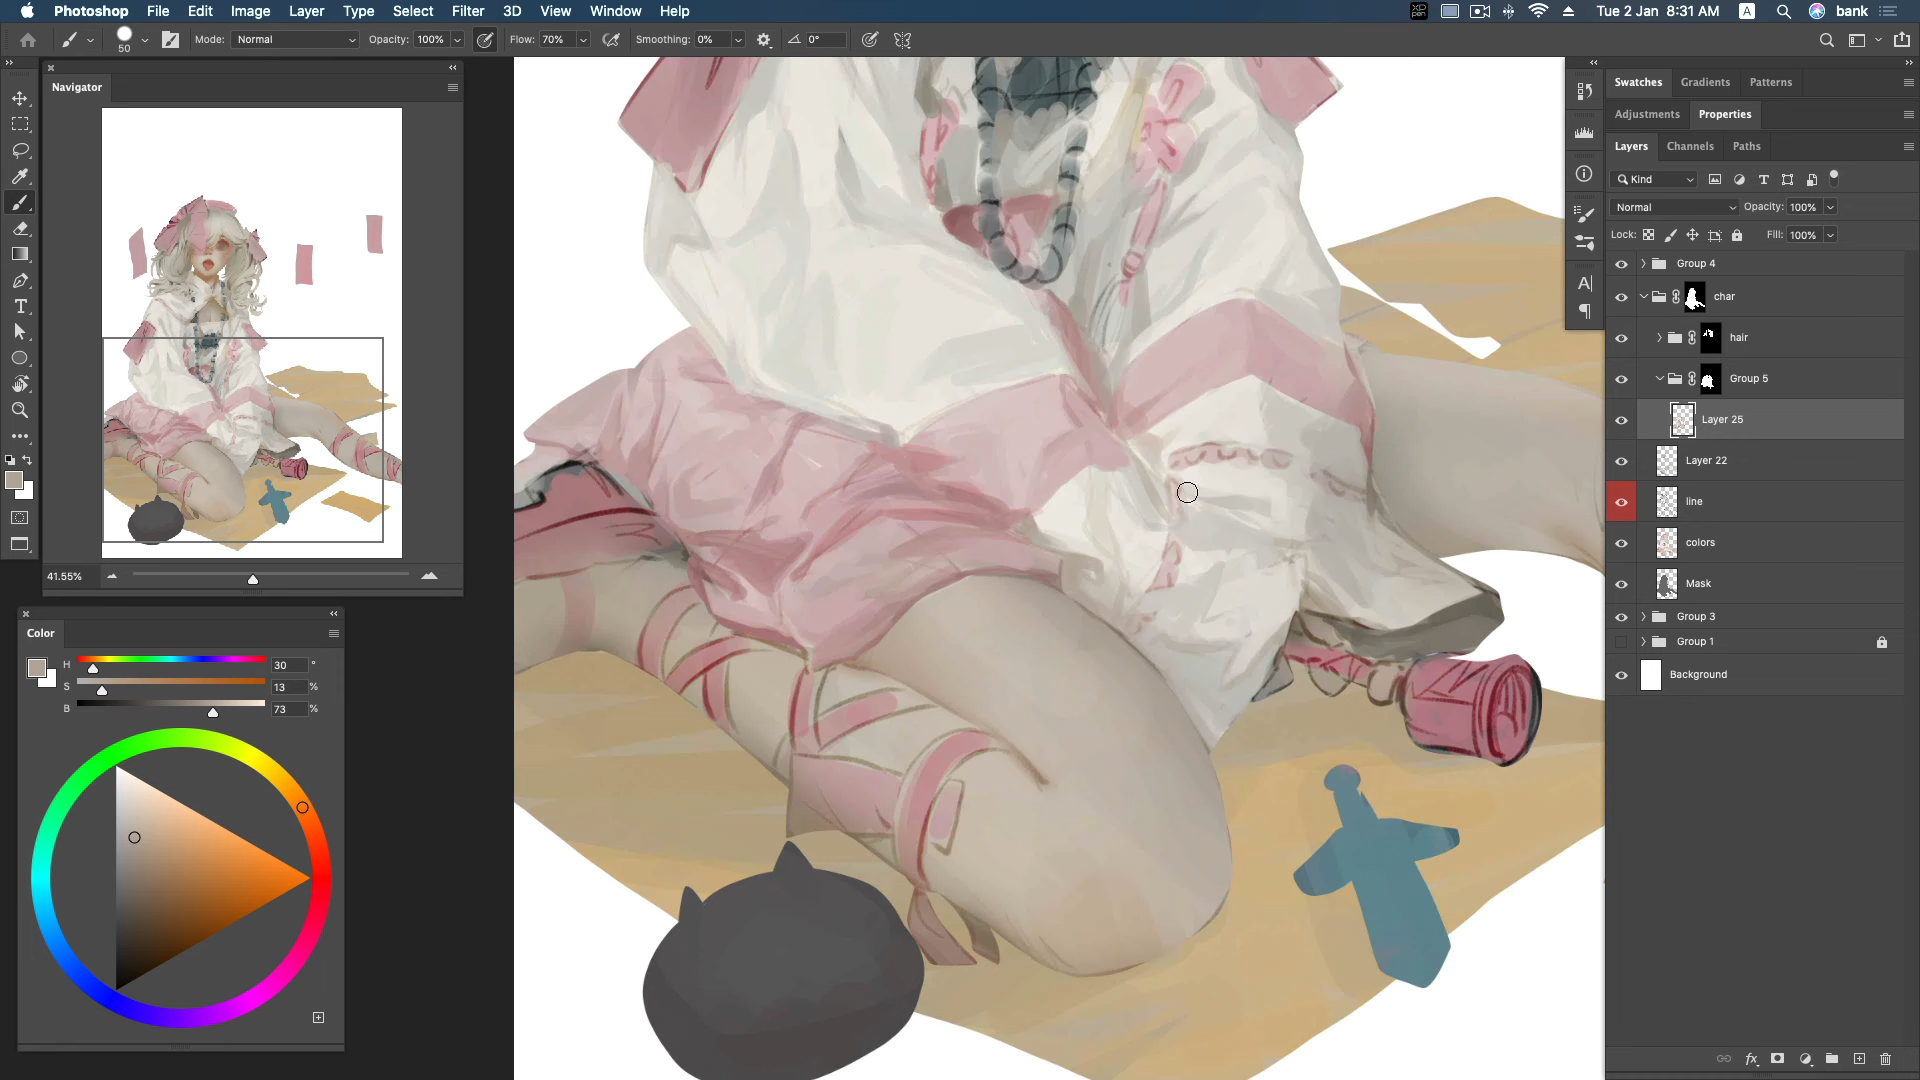 Photoshop File Edit Image Layer Type Select Filter 3D View Window Help
XP PEN Tue 2 Jan 8:31 AM A bank
50 Mode: Normal Opacity: 100% Flow: 70% Smoothing: 0% 0°
Navigator
41.55%
Color
H 30 °
S 13 %
B 73 %
Swatches Gradients Patterns
Adjustments Properties
Layers Channels Paths
Kind
Normal Opacity: 100%
Lock: Fill: 100%
Group 4
char
hair
Group 5
Layer 25
Layer 22
line
colors
Mask
Group 3
Group 1
Background